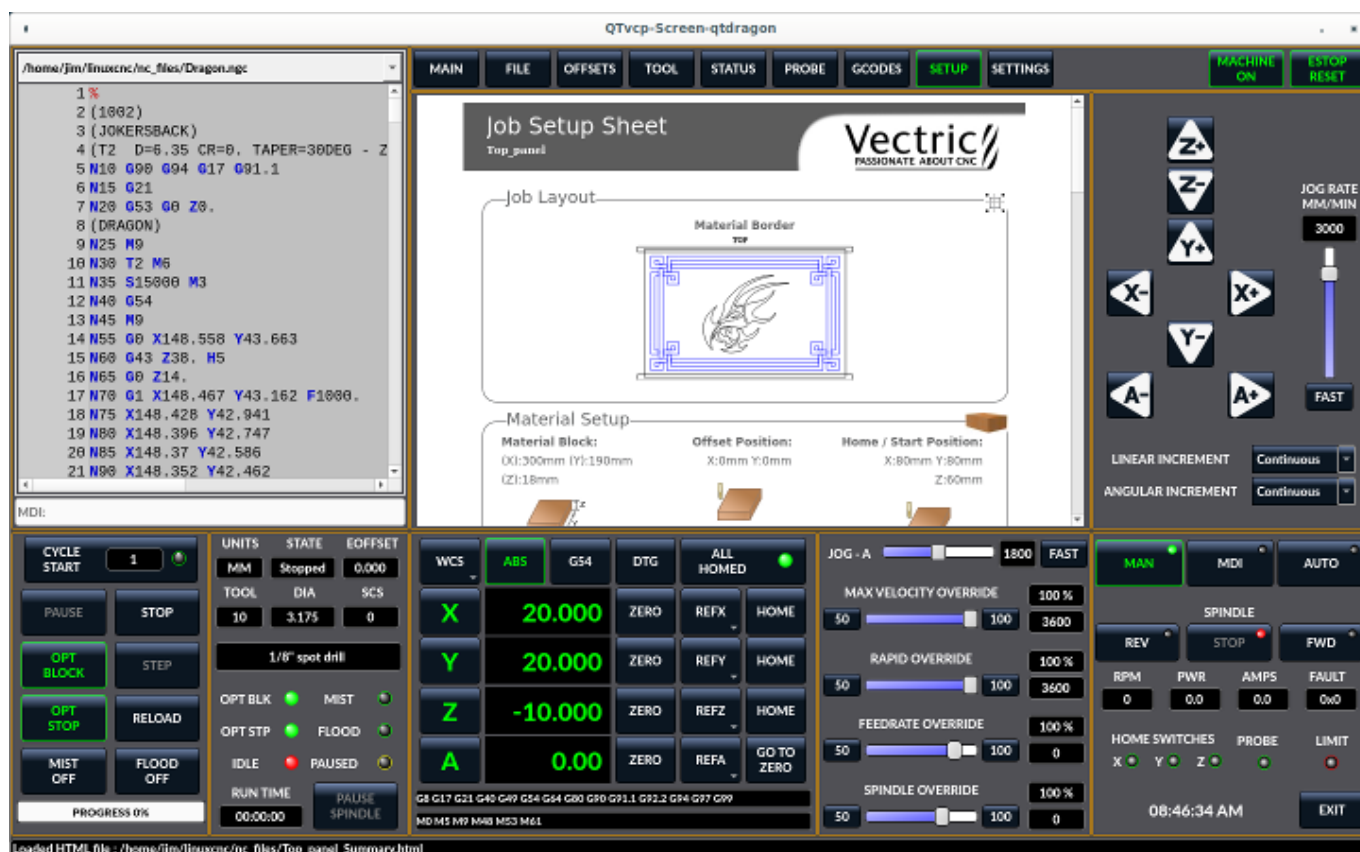 QTvcp-Screen-qtdragon
/home/jim/linuxcnc/nc_files/Dragon.ngc
1 %
2 (1002)
3 (JOKERSBACK)
4 (T2 D=6.35 CR=0. TAPER=30DEG - Z
5 N10 G90 G94 G17 G91.1
6 N15 G21
7 N20 G53 G0 Z0.
8 (DRAGON)
9 N25 M9
10 N30 T2 M6
11 N35 S15000 M3
12 N40 G54
13 N45 M9
14 N55 G0 X148.558 Y43.663
15 N60 G43 Z38. H5
16 N65 G0 Z14.
17 N70 G1 X148.467 Y43.162 F1000.
18 N75 X148.428 Y42.941
19 N80 X148.396 Y42.747
20 N85 X148.37 Y42.586
21 N90 X148.352 Y42.462
MDI:
MAIN FILE OFFSETS TOOL STATUS PROBE GCODES SETUP SETTINGS
MACHINE ON
ESTOP RESET
Job Setup Sheet
Top_panel
Vectric
PASSIONATE ABOUT CNC
Job Layout
Material Border
TOP
Material Setup
Material Block: Offset Position: Home / Start Position:
(X):300mm (Y):190mm X:0mm Y:0mm X:80mm Y:80mm
(Z):18mm Z:60mm
Z
Z+
Z-
Y+
X- X+
Y-
A- A+
JOG RATE
MM/MIN
3000
FAST
LINEAR INCREMENT Continuous
ANGULAR INCREMENT Continuous
CYCLE START 1
PAUSE STOP
OPT BLOCK STEP
OPT STOP RELOAD
MIST OFF FLOOD OFF
PROGRESS 0%
UNITS STATE EOFFSET
MM Stopped 0.000
TOOL DIA SCS
10 3.175 0
1/8" spot drill
OPT BLK MIST
OPT STP FLOOD
IDLE PAUSED
RUN TIME
00:00:00
PAUSE SPINDLE
WCS ABS G54 DTG ALL HOMED
X 20.000 ZERO REFX HOME
Y 20.000 ZERO REFY HOME
Z -10.000 ZERO REFZ HOME
A 0.00 ZERO REFA GO TO ZERO
G8 G17 G21 G40 G49 G54 G64 G80 G90 G91.1 G92.2 G94 G97 G99
M0 M5 M9 M48 M53 M61
JOG - A 1800 FAST
MAX VELOCITY OVERRIDE 100 %
50 100 3600
RAPID OVERRIDE 100 %
50 100 3600
FEEDRATE OVERRIDE 100 %
50 100 0
SPINDLE OVERRIDE 100 %
50 100 0
MAN MDI AUTO
SPINDLE
REV STOP FWD
RPM PWR AMPS FAULT
0 0.0 0.0 0x0
HOME SWITCHES PROBE LIMIT
X Y Z
08:46:34 AM
EXIT
Loaded HTML file : /home/jim/linuxcnc/nc_files/Top_panel_Summary.html